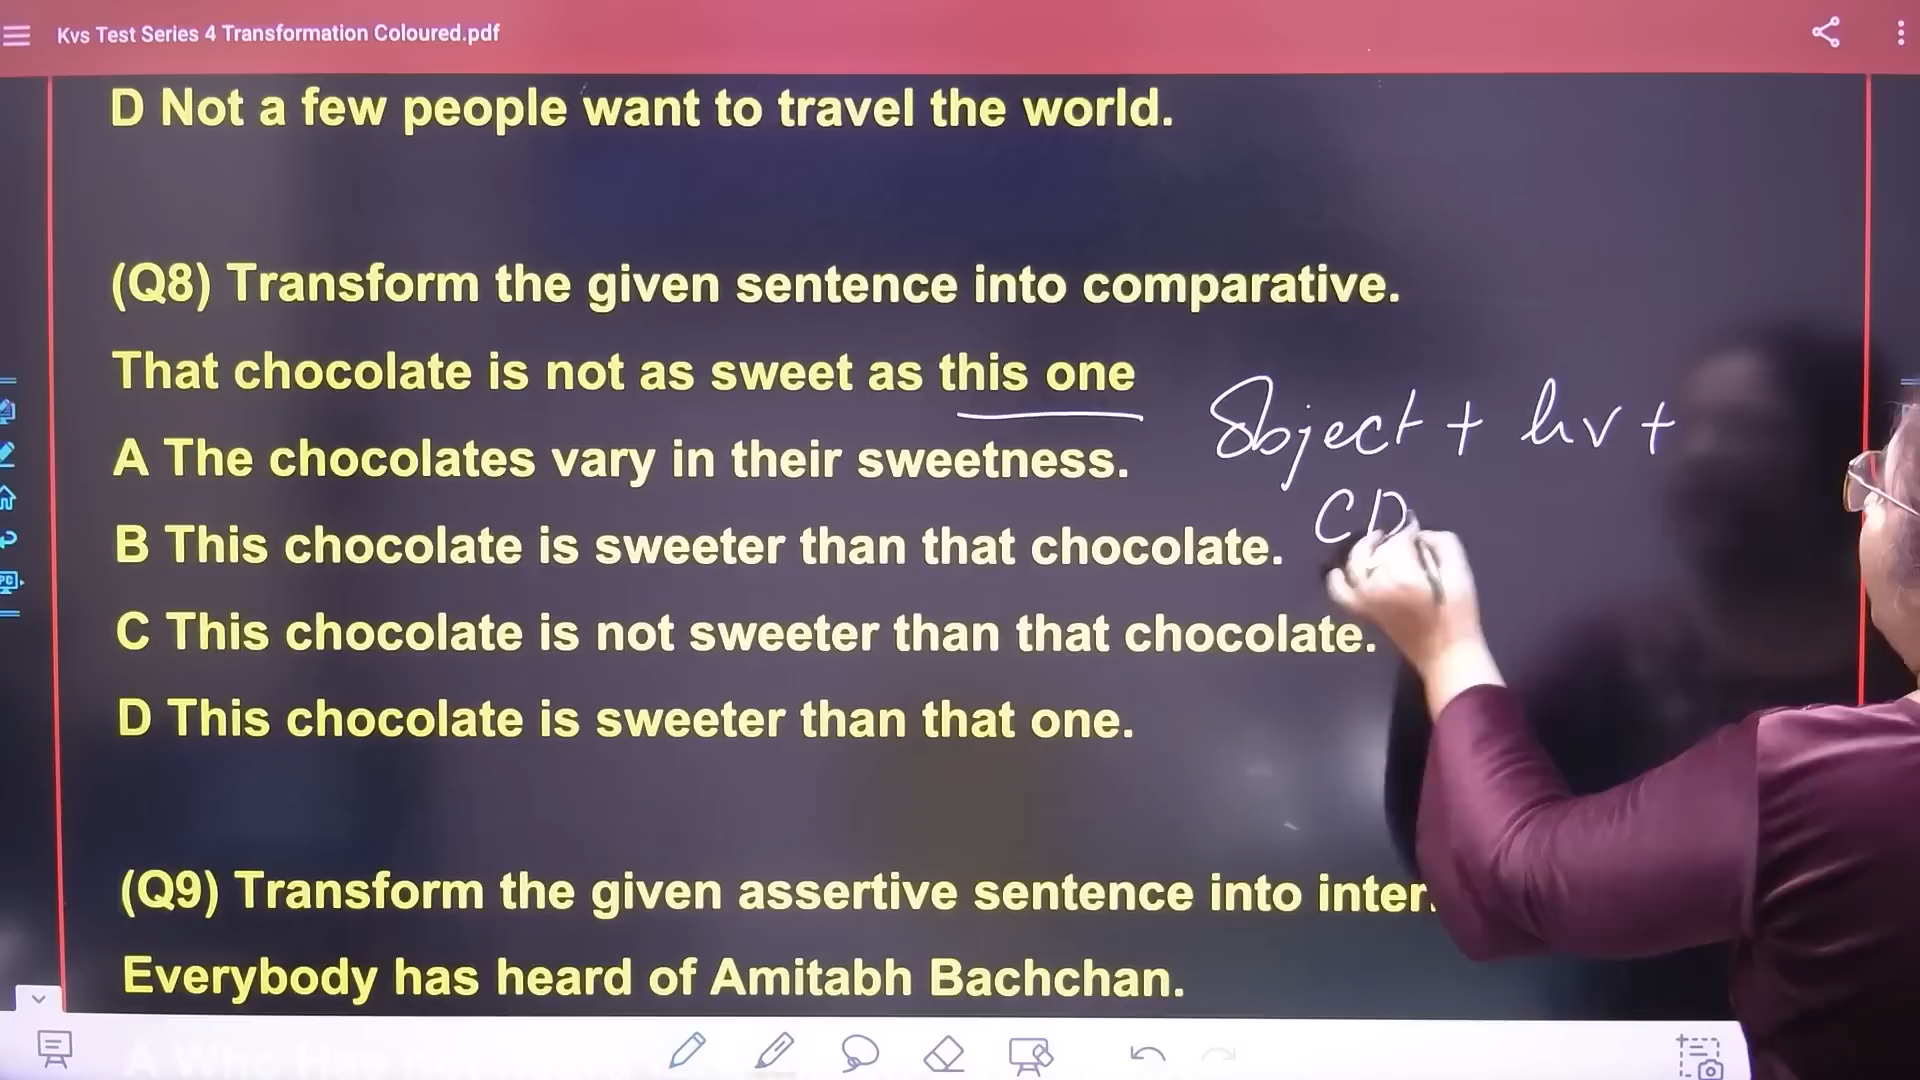 Kvs Test Series 4 Transformation Coloured.pdf
D Not a few people want to travel the world.
(Q8) Transform the given sentence into comparative.
That chocolate is not as sweet as this one
Sbject + hv +
A The chocolates vary in their sweetness.
CD
B This chocolate is sweeter than that chocolate.
C This chocolate is not sweeter than that chocolate.
D This chocolate is sweeter than that one.
(Q9) Transform the given assertive sentence into inter
Everybody has heard of Amitabh Bachchan.
A Who Has